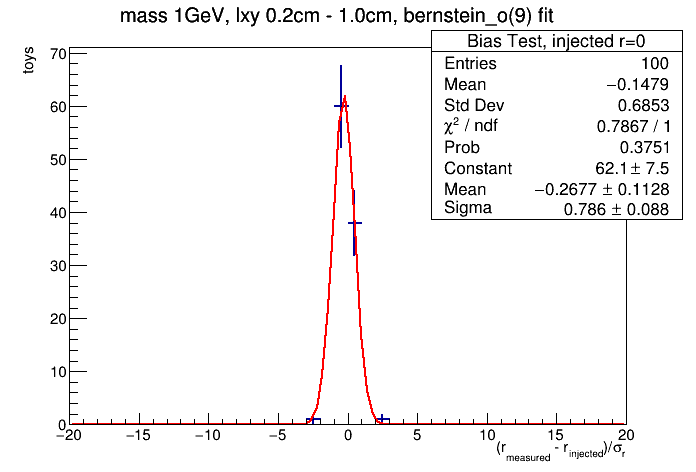 mass 1GeV, lxy 0.2cm - 1.0cm, bernstein_o(9) fit
toys
Bias Test, injected r=0
Entries 100
Mean −0.1479
Std Dev 0.6853
χ² / ndf 0.7867 / 1
Prob 0.3751
Constant 62.1 ± 7.5
Mean −0.2677 ± 0.1128
Sigma 0.786 ± 0.088
70
60
50
40
30
20
10
0
−20 −15 −10 −5 0 5 10 15 20
(r_measured - r_injected)/σ_r